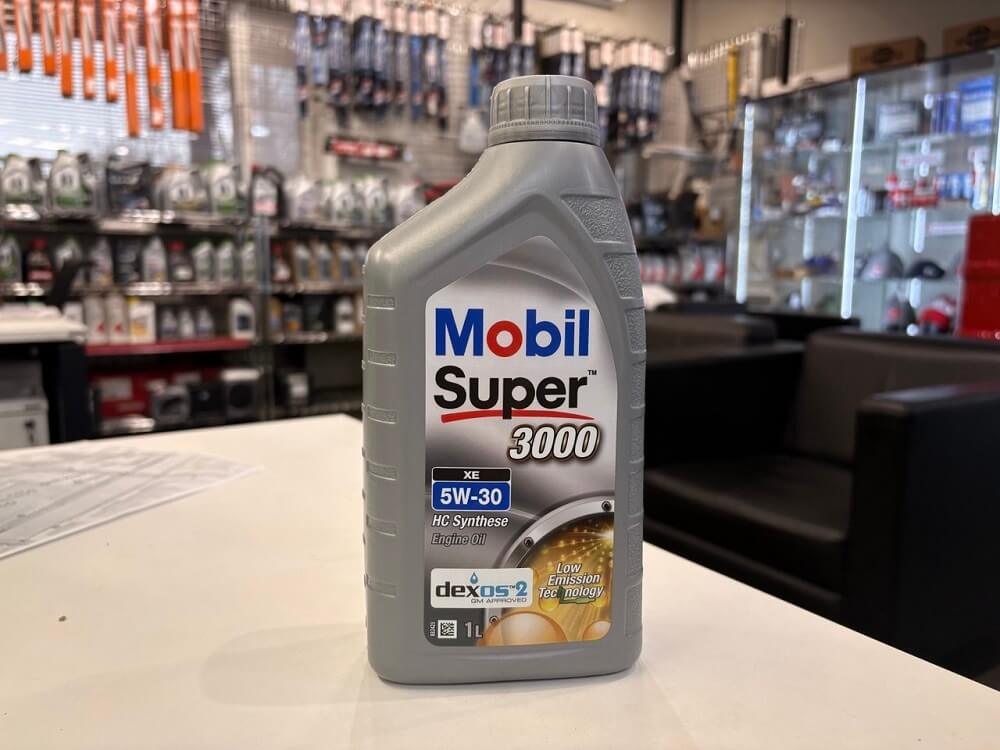 Mobil
Super™
3000
XE
5W-30
HC Synthese
Engine Oil
Low
Emission
Technology
dexos™2
GM APPROVED
1L